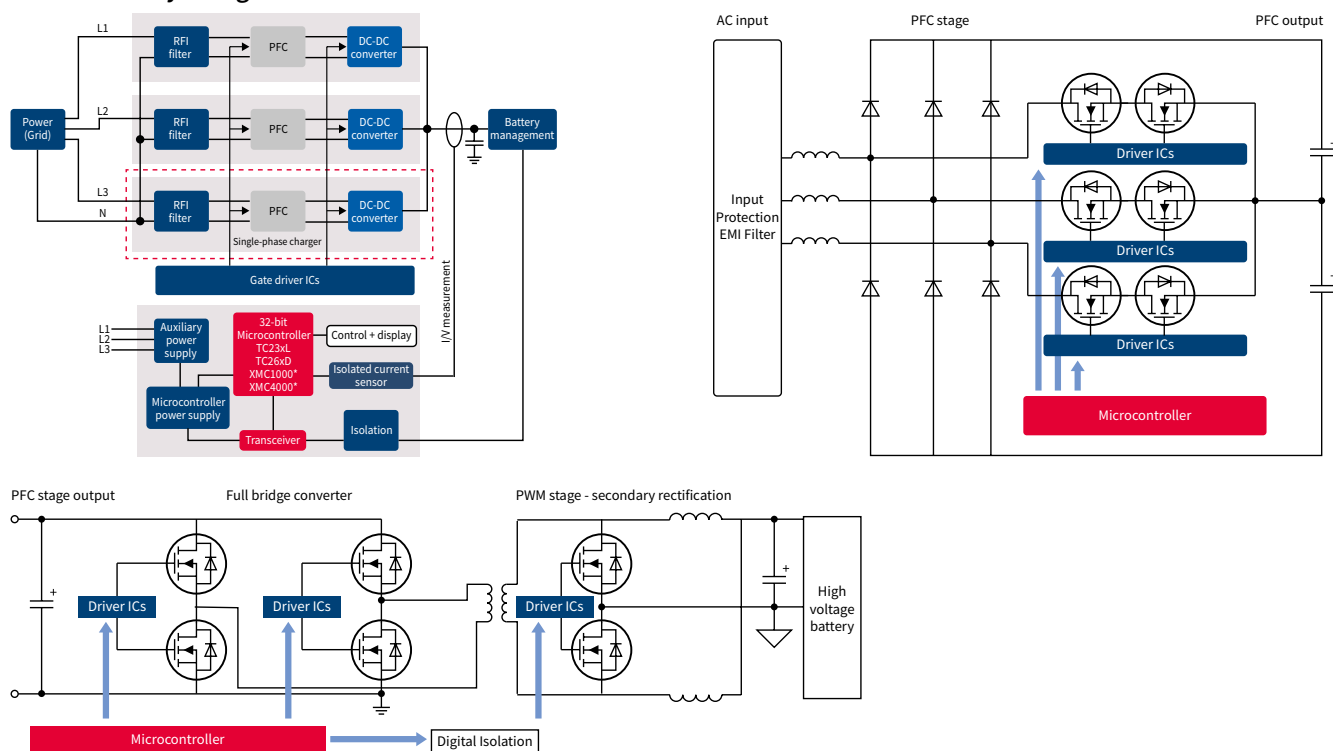 L1
RFI
filter
PFC
DC-DC
converter
Power
(Grid)
L2
RFI
filter
PFC
DC-DC
converter
Battery
management
L3
N
RFI
filter
PFC
DC-DC
converter
Single-phase charger
Gate driver ICs
I/V measurement
L1
L2
L3
Auxiliary
power
supply
32-bit
Microcontroller
TC23xL
TC26xD
XMC1000*
XMC4000*
Control + display
Isolated current
sensor
Microcontroller
power supply
Transceiver
Isolation
AC input
PFC stage
PFC output
Input
Protection
EMI Filter
Driver ICs
Driver ICs
Driver ICs
+
+
Microcontroller
PFC stage output
Full bridge converter
PWM stage - secondary rectification
+
Driver ICs
Driver ICs
Driver ICs
+
High
voltage
battery
Microcontroller
Digital Isolation